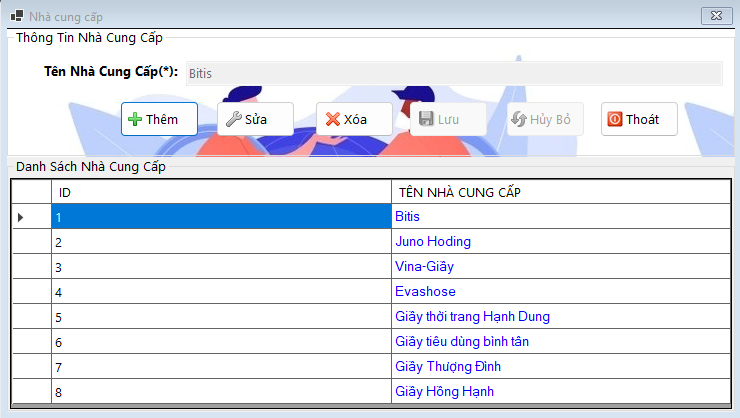 Nhà cung cấp
Thông Tin Nhà Cung Cấp
Tên Nhà Cung Cấp(*): Bitis
Thêm Sửa Xóa Lưu Hủy Bỏ Thoát
Danh Sách Nhà Cung Cấp
ID TÊN NHÀ CUNG CẤP
1 Bitis
2 Juno Hoding
3 Vina-Giầy
4 Evashose
5 Giầy thời trang Hạnh Dung
6 Giầy tiêu dùng bình tân
7 Giầy Thượng Đình
8 Giầy Hồng Hạnh